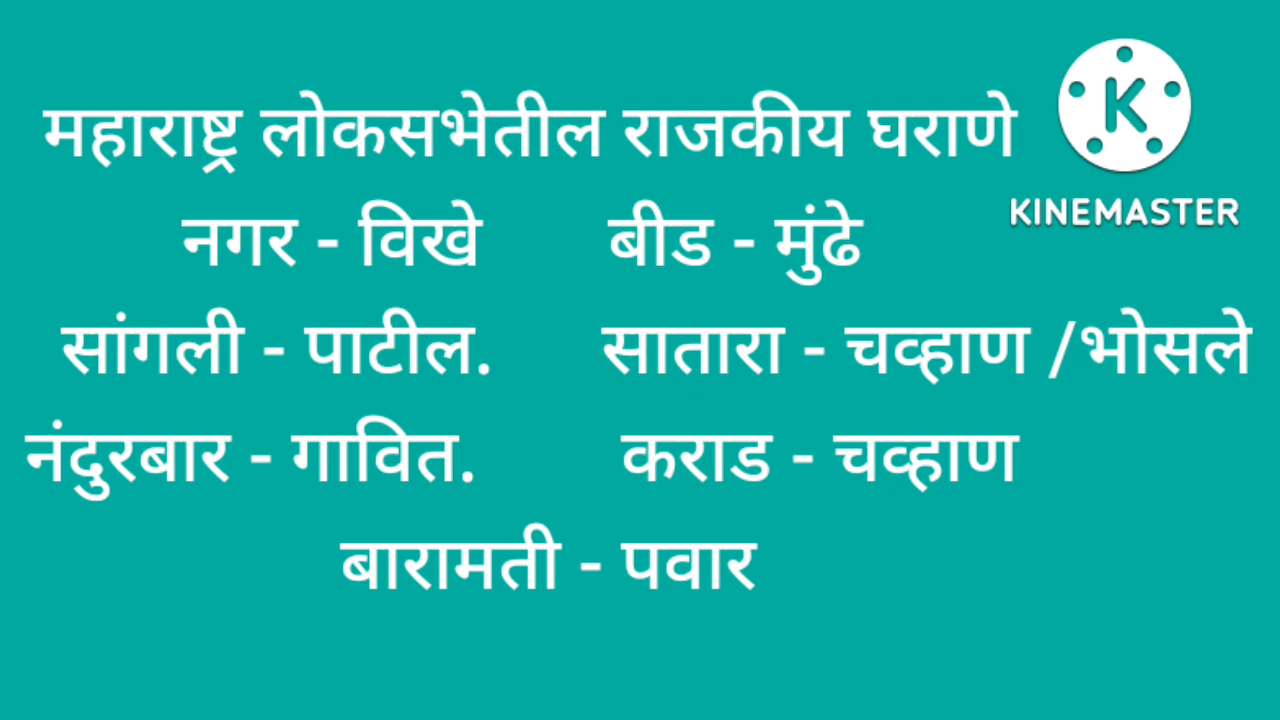 महाराष्ट्र लोकसभेतील राजकीय घराणे
KINEMASTER
नगर - विखे बीड - मुंढे
सांगली - पाटील. सातारा - चव्हाण /भोसले
नंदुरबार - गावित. कराड - चव्हाण
बारामती - पवार